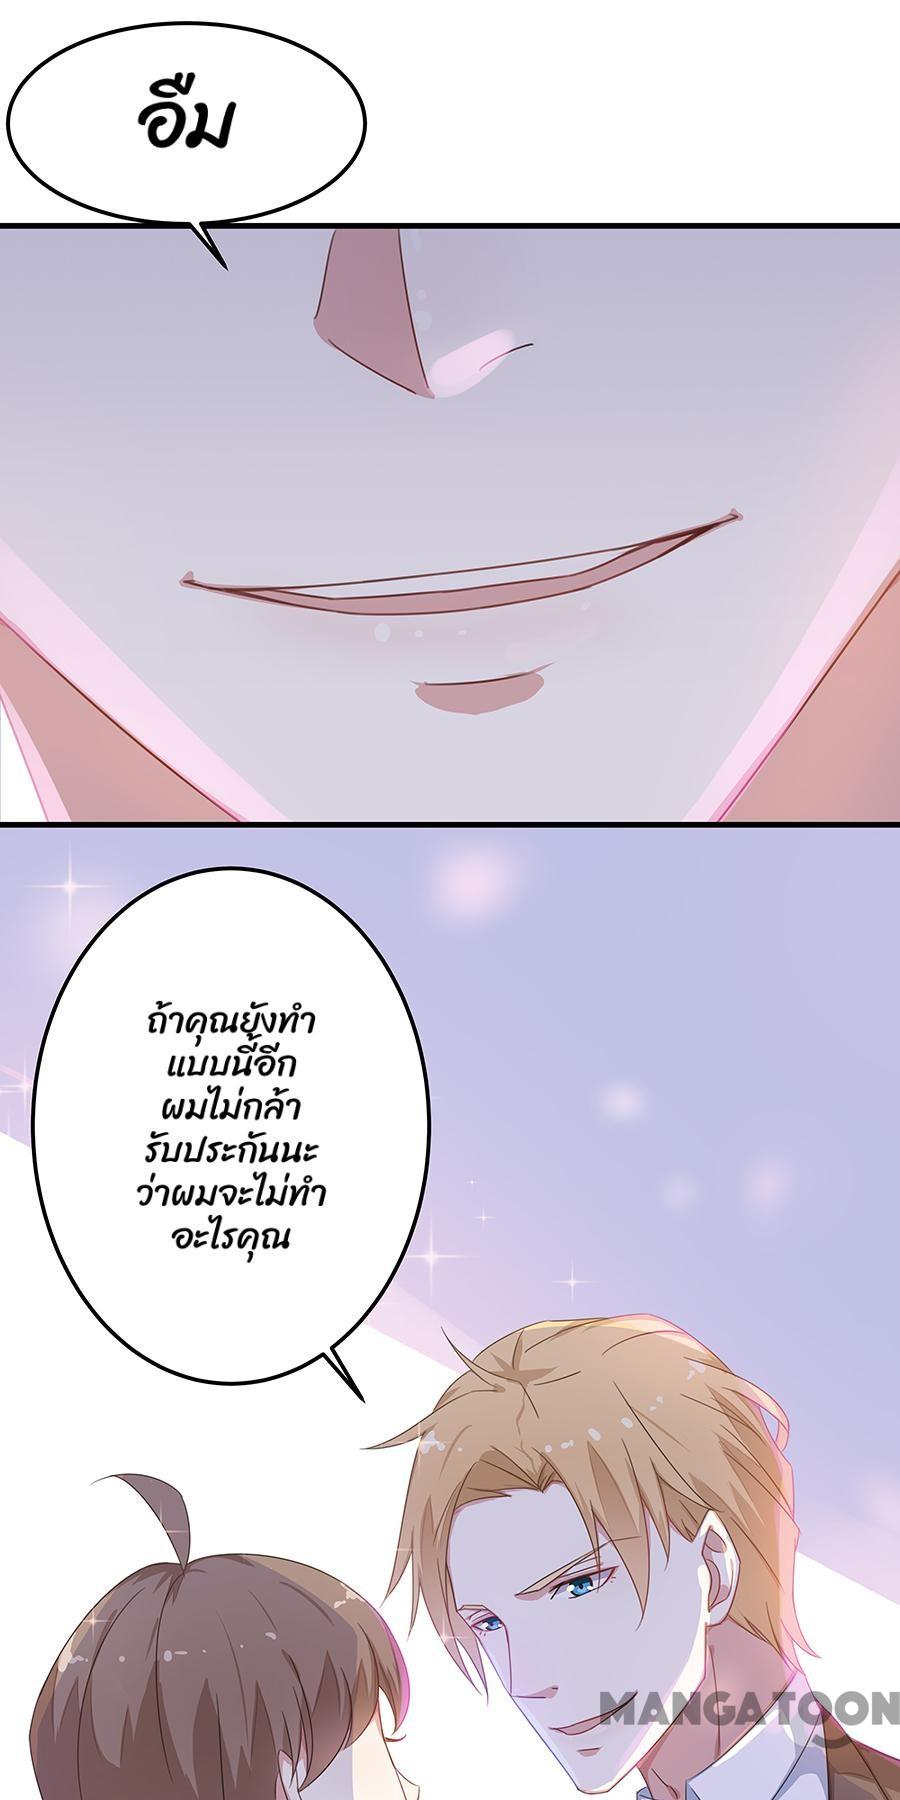 อืม
ถ้าคุณยังทำ
แบบนี้อีก
ผมไม่กล้า
รับประกันนะ
ว่าผมจะไม่ทำ
อะไรคุณ
MANGATOON